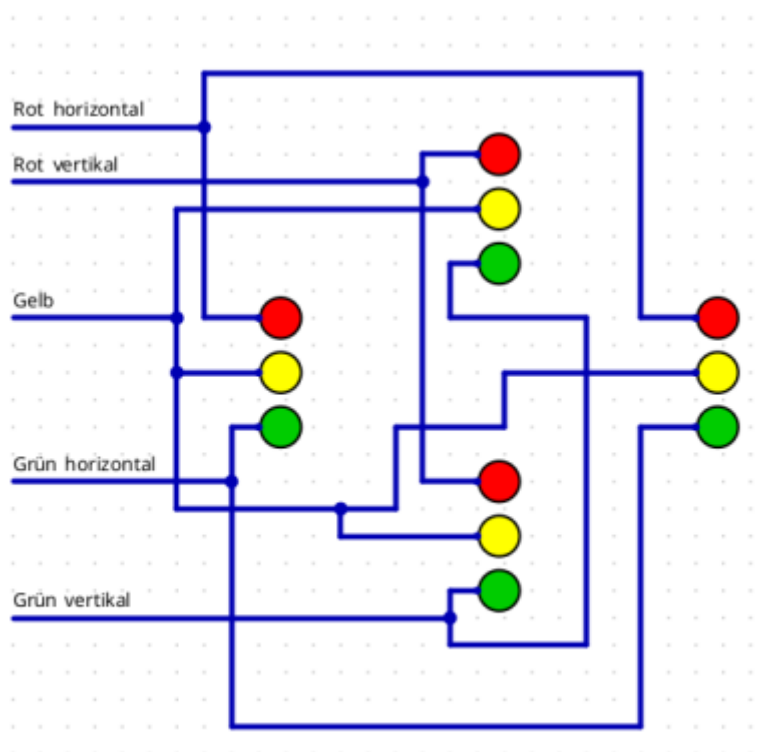 Rot horizontal
Rot vertikal
Gelb
Grün horizontal
Grün vertikal